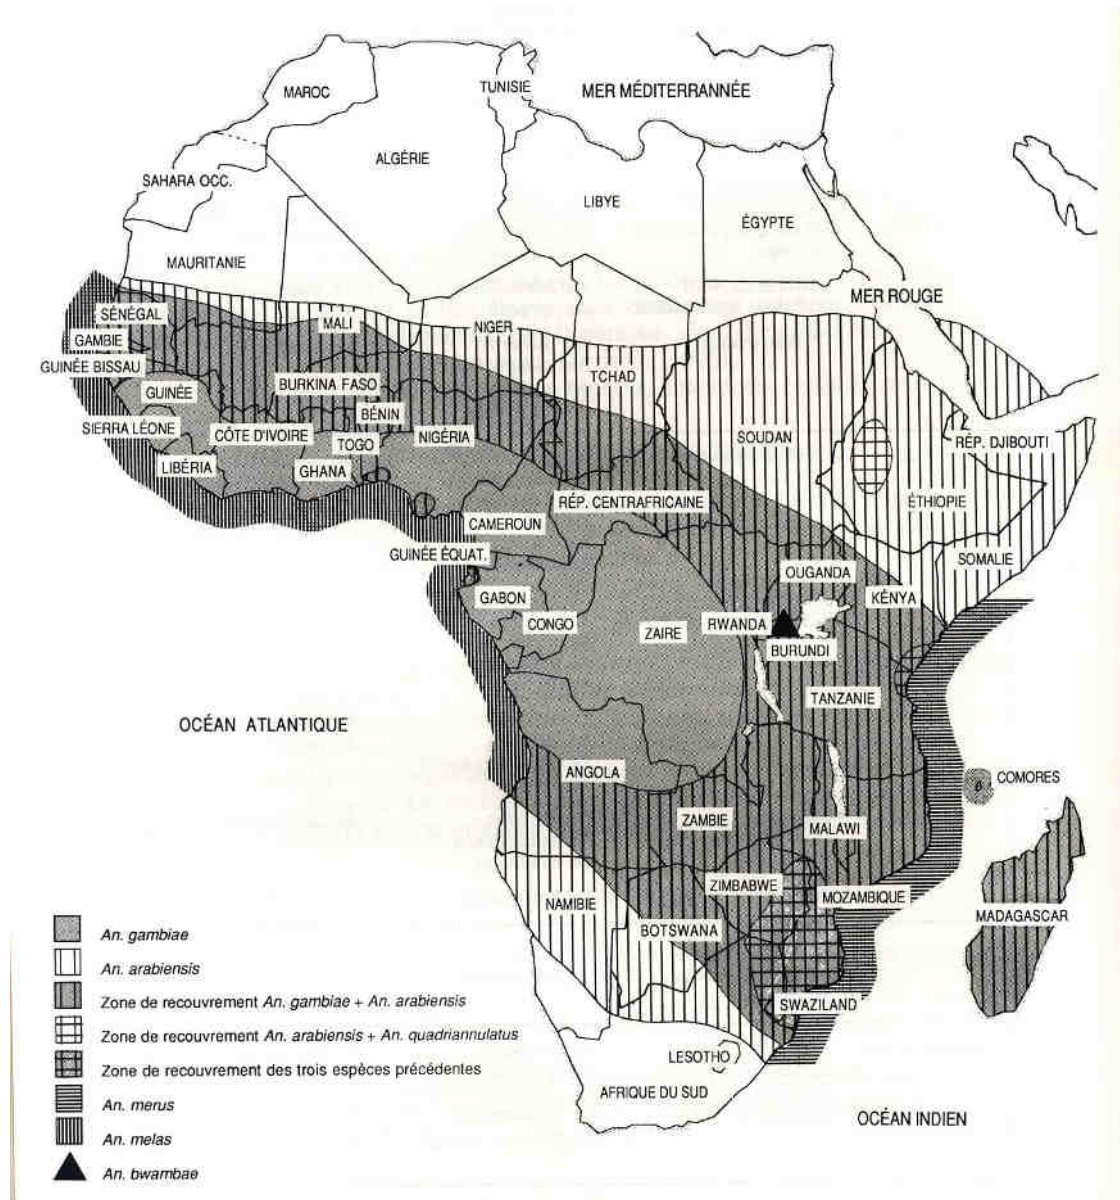 MAROC
TUNISIE
MER MÉDITERRANNÉE
ALGÉRIE
SAHARA OCC.
LIBYE
ÉGYPTE
MAURITANIE
MER ROUGE
SÉNÉGAL
MALI
NIGER
GAMBIE
GUINÉE BISSAU
TCHAD
GUINÉE
BURKINA FASO
BÉNIN
SIERRA LÉONE
CÔTE D'IVOIRE
TOGO
NIGÉRIA
SOUDAN
RÉP. DJIBOUTI
LIBÉRIA
GHANA
RÉP. CENTRAFRICAINE
ÉTHIOPIE
CAMEROUN
GUINÉE ÉQUAT.
SOMALIE
OUGANDA
GABON
KÉNYA
CONGO
ZAIRE
RWANDA
BURUNDI
TANZANIE
OCÉAN ATLANTIQUE
ANGOLA
COMORES
ZAMBIE
MALAWI
ZIMBABWE
MOZAMBIQUE
NAMIBIE
MADAGASCAR
BOTSWANA
SWAZILAND
LESOTHO
AFRIQUE DU SUD
OCÉAN INDIEN
An. gambiae
An. arabiensis
Zone de recouvrement An. gambiae + An. arabiensis
Zone de recouvrement An. arabiensis + An. quadriannulatus
Zone de recouvrement des trois espèces précédentes
An. merus
An. melas
An. bwambae